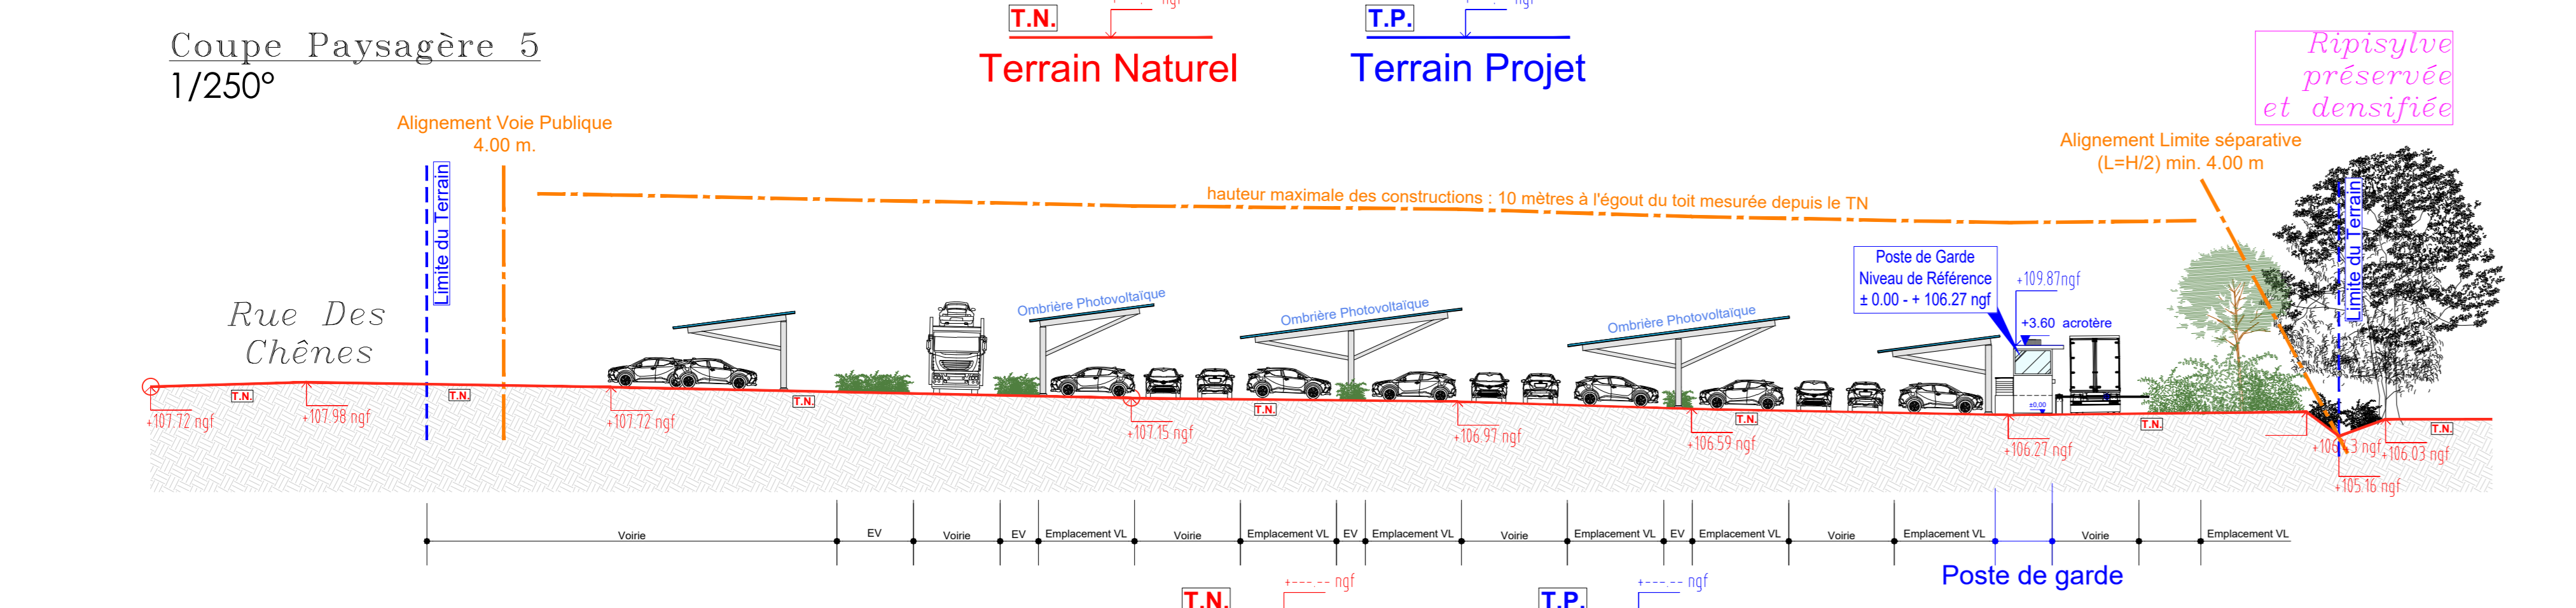 T.N.
ngf
T.P.
ngf
Coupe Paysagère 5
1/250°
Terrain Naturel
Terrain Projet
Ripisylve
préservée
et densifiée
Alignement Voie Publique
4.00 m.
Alignement Limite séparative
(L=H/2) min. 4.00 m
Limite du Terrain
hauteur maximale des constructions : 10 mètres à l'égout du toit mesurée depuis le TN
Limite du Terrain
Poste de Garde
Niveau de Référence
± 0.00 - + 106.27 ngf
+109.87ngf
+3.60 acrotère
Rue Des
Chênes
Ombrière Photovoltaïque
Ombrière Photovoltaïque
Ombrière Photovoltaïque
±0.00
T.N.
T.N.
T.N.
T.N.
T.N.
T.N.
T.N.
+107.72 ngf
+107.98 ngf
+107.72 ngf
+107.15 ngf
+106.97 ngf
+106.59 ngf
+106.27 ngf
+106.03 ngf
+105.16 ngf
Voirie
EV
Voirie
EV
Emplacement VL
Voirie
Emplacement VL
EV
Emplacement VL
Voirie
Emplacement VL
EV
Emplacement VL
Voirie
Emplacement VL
Voirie
Emplacement VL
Poste de garde
+---.-- ngf
+---.-- ngf
T.N.
T.P.